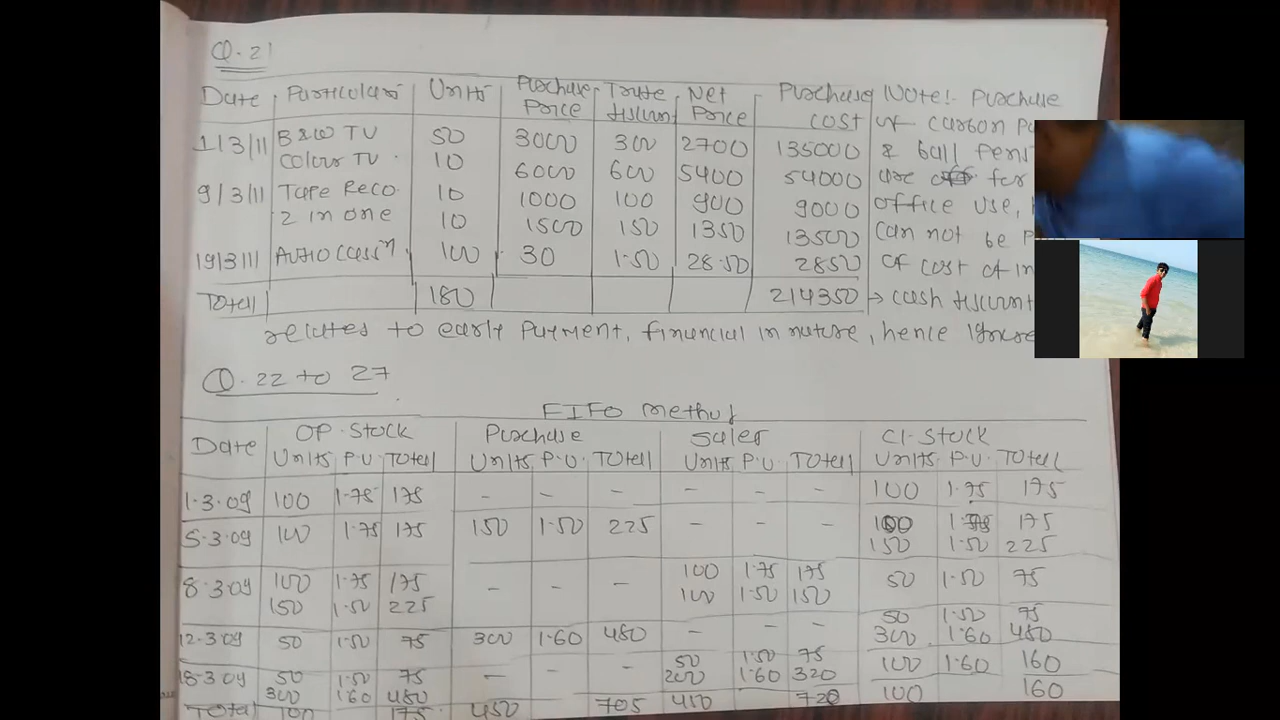 Q.21
Date Particulars Units Purchase Price Trade discount Net Price Purchase cost Note:- Purchase
1/3/11 B&W TV 50 3000 300 2700 135000 of carbon
Colour TV 10 6000 600 5400 54000 & ball pens
9/3/11 Tape Reco. 10 1000 100 900 9000 are for
2 in one 10 1500 150 1350 13500 office use,
19/3/11 Audio Cass 100 30 1.50 28.50 2850 can not be
Total 180 214350 of cost of
→ cash discount
relates to early payment, financial in nature, hence ignore
Q.22 to 27
FIFO method
Date OP.Stock Purchase Sales Cl.Stock
Units P.U Total Units P.U Total Units P.U Total Units P.U Total
1.3.09 100 1.75 175 - - - - - - 100 1.75 175
5.3.09 100 1.75 175 150 1.50 225 - - - 100 1.75 175
150 1.50 225
8.3.09 100 1.75 175 - - - 100 1.75 175 50 1.50 75
150 1.50 225 100 1.50 150
12.3.09 50 1.50 75 300 1.60 480 - - - 50 1.50 75
300 1.60 480
18.3.09 50 1.50 75 - - - 50 1.50 75 100 1.60 160
300 1.60 480 200 1.60 320
Total 100 175 450 705 450 720 100 160